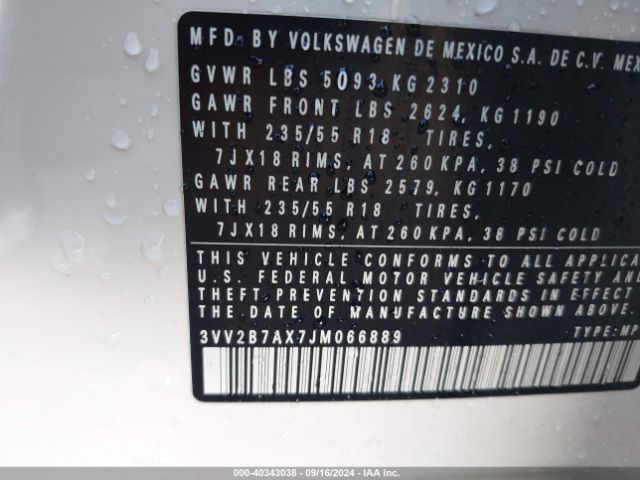 MFD. BY VOLKSWAGEN DE MEXICO S.A. DE C.V. MEX
GVWR LBS 5093 KG 2310
GAWR FRONT LBS 2624, KG 1190
WITH 235/55 R18 TIRES,
7JX18 RIMS, AT 260 KPA, 38 PSI COLD
GAWR REAR LBS 2579, KG 1170
WITH 235/55 R18 TIRES,
7JX18 RIMS, AT 260 KPA, 38 PSI COLD
THIS VEHICLE CONFORMS TO ALL APPLICA
U.S. FEDERAL MOTOR VEHICLE SAFETY AN
THEFT PREVENTION STANDARDS IN EFFECT
THE DATE OF MANUFACTURE SHOWN ABOVE.
3VV2B7AX7JM066889 TYPE:MP
000-40343038 - 09/16/2024 - IAA Inc.